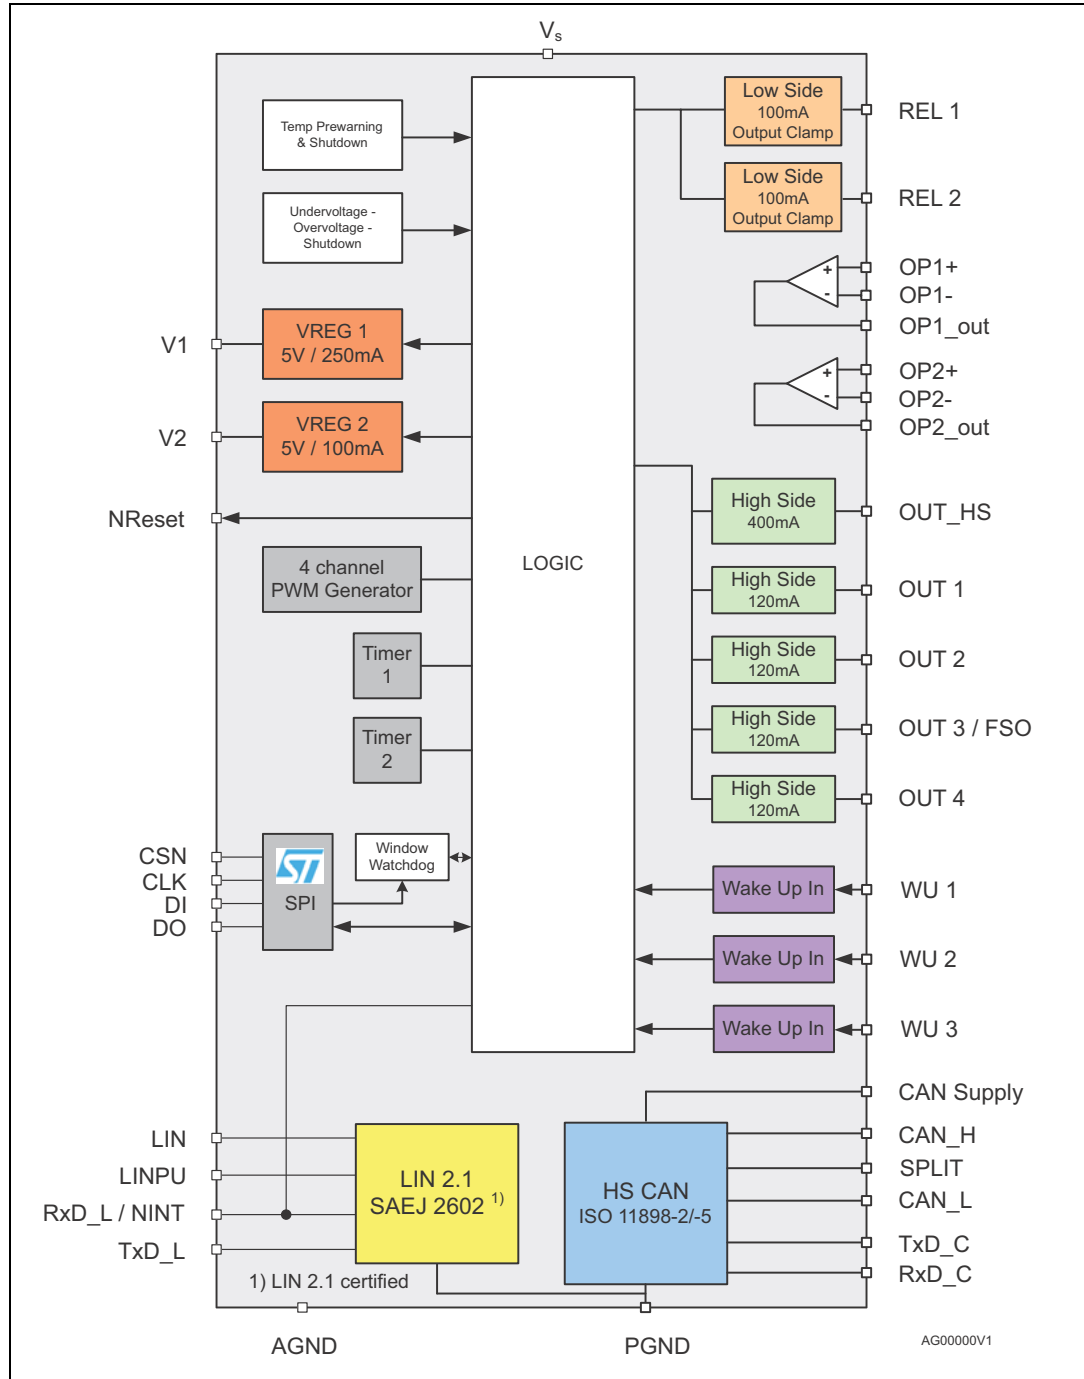 Vs
Temp Prewarning
& Shutdown
Undervoltage -
Overvoltage -
Shutdown
VREG 1
5V / 250mA
VREG 2
5V / 100mA
V1
V2
NReset
4 channel
PWM Generator
Timer
1
Timer
2
CSN
CLK
DI
DO
ST
SPI
Window
Watchdog
LOGIC
Low Side
100mA
Output Clamp
REL 1
Low Side
100mA
Output Clamp
REL 2
+
-
OP1+
OP1-
OP1_out
+
-
OP2+
OP2-
OP2_out
High Side
400mA
OUT_HS
High Side
120mA
OUT 1
High Side
120mA
OUT 2
High Side
120mA
OUT 3 / FSO
High Side
120mA
OUT 4
Wake Up In
WU 1
Wake Up In
WU 2
Wake Up In
WU 3
LIN
LINPU
RxD_L / NINT
TxD_L
LIN 2.1
SAEJ 2602 1)
1) LIN 2.1 certified
HS CAN
ISO 11898-2/-5
CAN Supply
CAN_H
SPLIT
CAN_L
TxD_C
RxD_C
AGND
PGND
AG00000V1